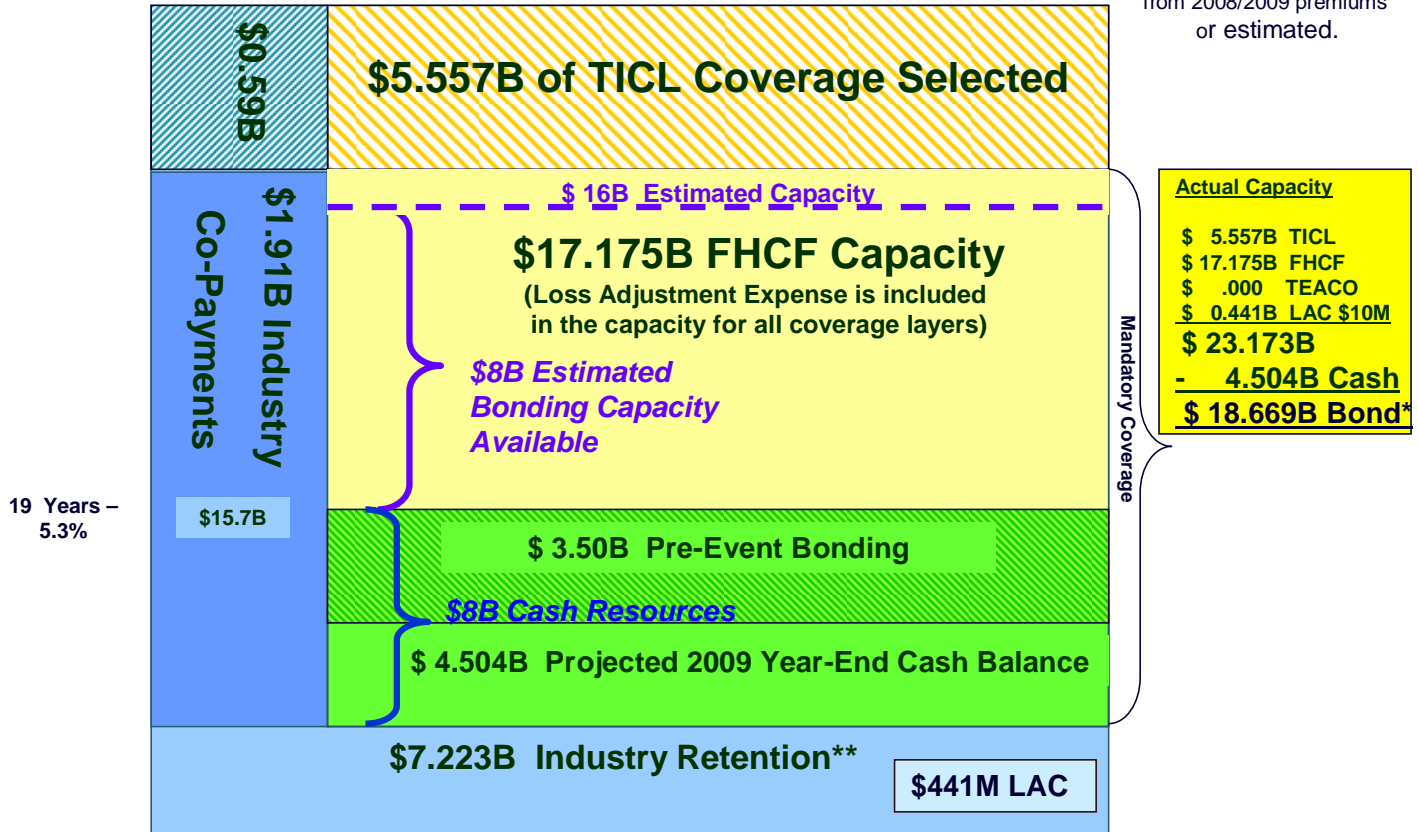 from 2008/2009 premiums
or estimated.
$0.59B
$5.557B of TICL Coverage Selected
$1.91B Industry
Co-Payments
$ 16B Estimated Capacity
$17.175B FHCF Capacity
(Loss Adjustment Expense is included
in the capacity for all coverage layers)
$8B Estimated
Bonding Capacity
Available
Mandatory Coverage
Actual Capacity
$ 5.557B TICL
$ 17.175B FHCF
$ .000 TEACO
$ 0.441B LAC $10M
$ 23.173B
- 4.504B Cash
$ 18.669B Bond*
19 Years –
5.3%
$15.7B
$ 3.50B Pre-Event Bonding
$8B Cash Resources
$ 4.504B Projected 2009 Year-End Cash Balance
$7.223B Industry Retention**
$441M LAC